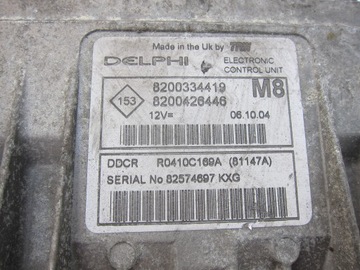 Made in the Uk by TRW
DELPHI ELECTRONIC CONTROL UNIT
153 8200334419 M8
8200426446
12V= 06.10.04
DDCR R0410C169A (81147A)
SERIAL No 82574697 KXG